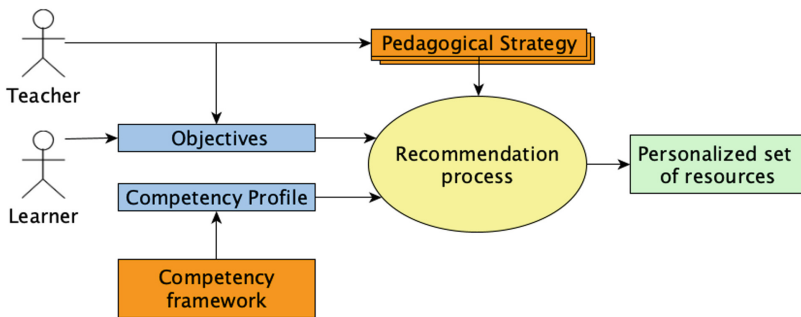 Teacher
Pedagogical Strategy
Learner
Objectives
Competency Profile
Competency
framework
Recommendation
process
Personalized set
of resources